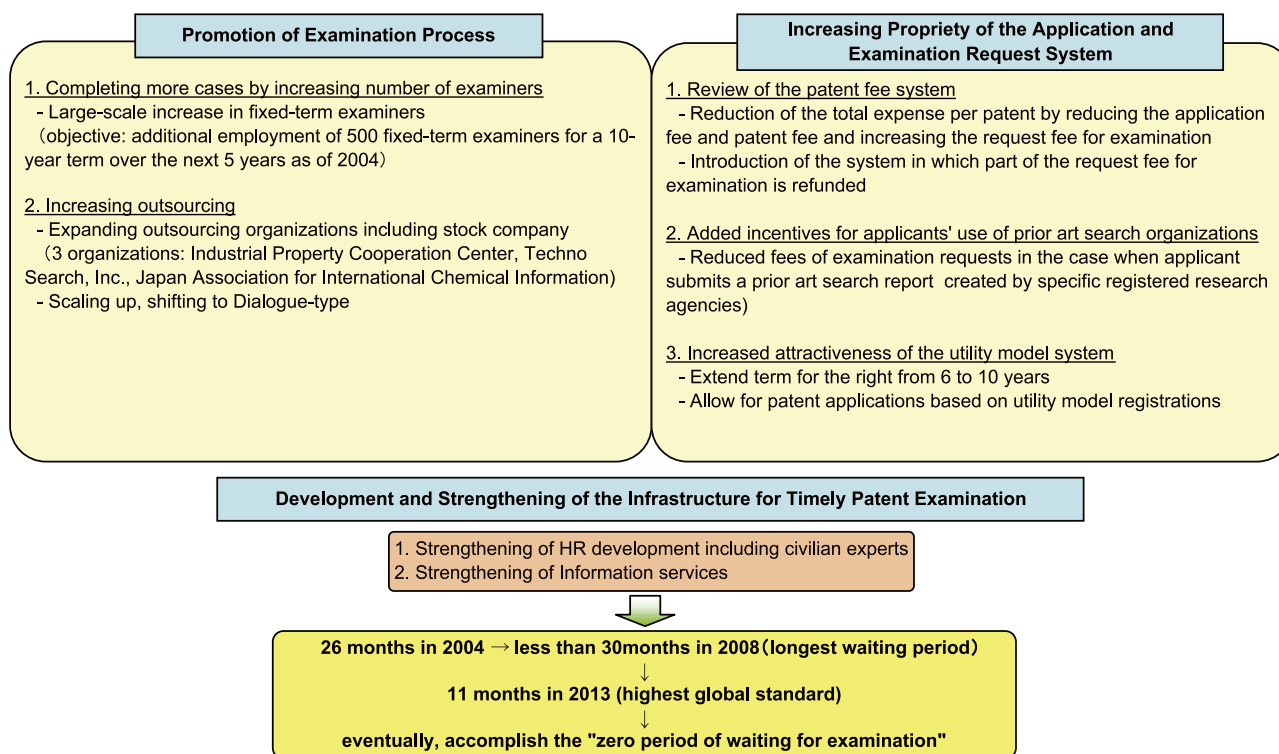 Promotion of Examination Process
1. Completing more cases by increasing number of examiners
- Large-scale increase in fixed-term examiners
（objective: additional employment of 500 fixed-term examiners for a 10-
year term over the next 5 years as of 2004）
2. Increasing outsourcing
- Expanding outsourcing organizations including stock company
（3 organizations: Industrial Property Cooperation Center, Techno
Search, Inc., Japan Association for International Chemical Information)
- Scaling up, shifting to Dialogue-type
Increasing Propriety of the Application and
Examination Request System
1. Review of the patent fee system
- Reduction of the total expense per patent by reducing the application
fee and patent fee and increasing the request fee for examination
- Introduction of the system in which part of the request fee for
examination is refunded
2. Added incentives for applicants' use of prior art search organizations
- Reduced fees of examination requests in the case when applicant
submits a prior art search report created by specific registered research
agencies)
3. Increased attractiveness of the utility model system
- Extend term for the right from 6 to 10 years
- Allow for patent applications based on utility model registrations
Development and Strengthening of the Infrastructure for Timely Patent Examination
1. Strengthening of HR development including civilian experts
2. Strengthening of Information services
26 months in 2004 → less than 30months in 2008（longest waiting period）
↓
11 months in 2013 (highest global standard)
↓
eventually, accomplish the "zero period of waiting for examination"